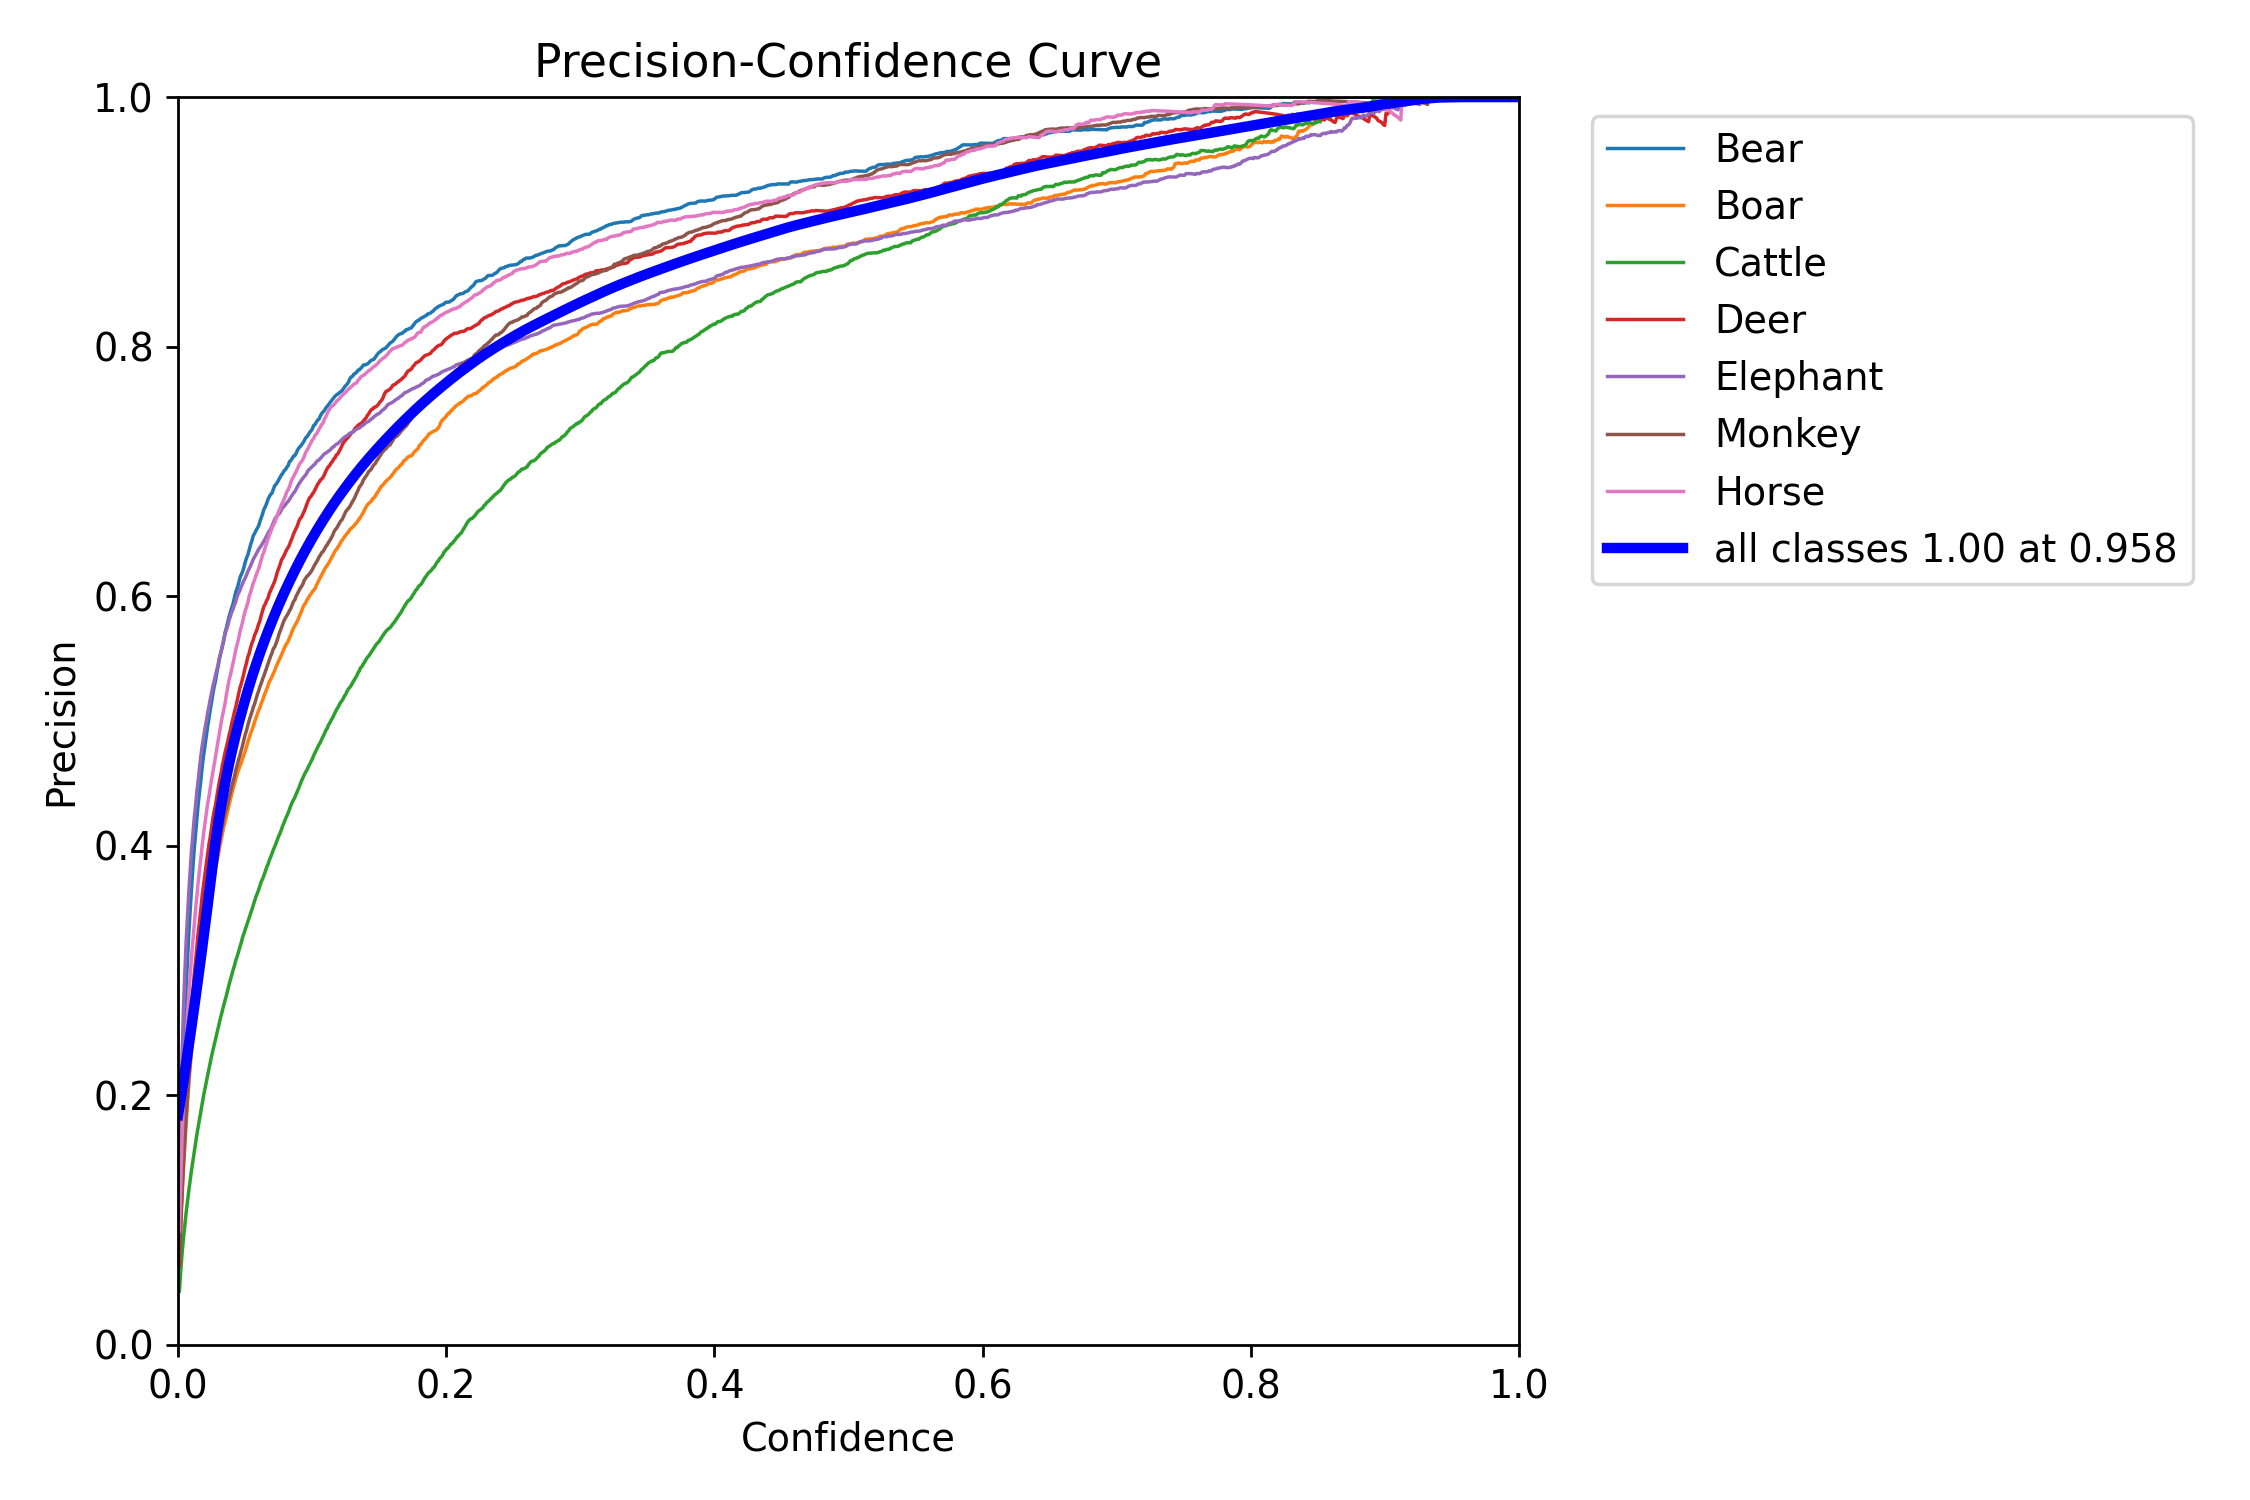 Precision-Confidence Curve
1.0
0.8
0.6
0.4
0.2
0.0
Precision
0.0 0.2 0.4 0.6 0.8 1.0
Confidence
Bear
Boar
Cattle
Deer
Elephant
Monkey
Horse
all classes 1.00 at 0.958